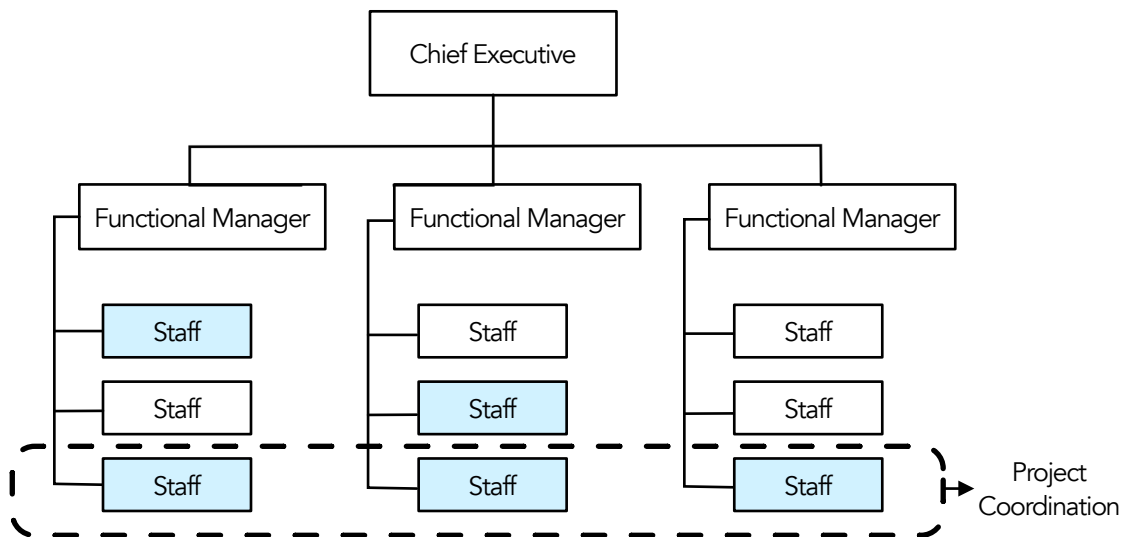 Chief Executive
Functional Manager
Functional Manager
Functional Manager
Staff
Staff
Staff
Staff
Staff
Staff
Staff
Staff
Staff
Project
Coordination